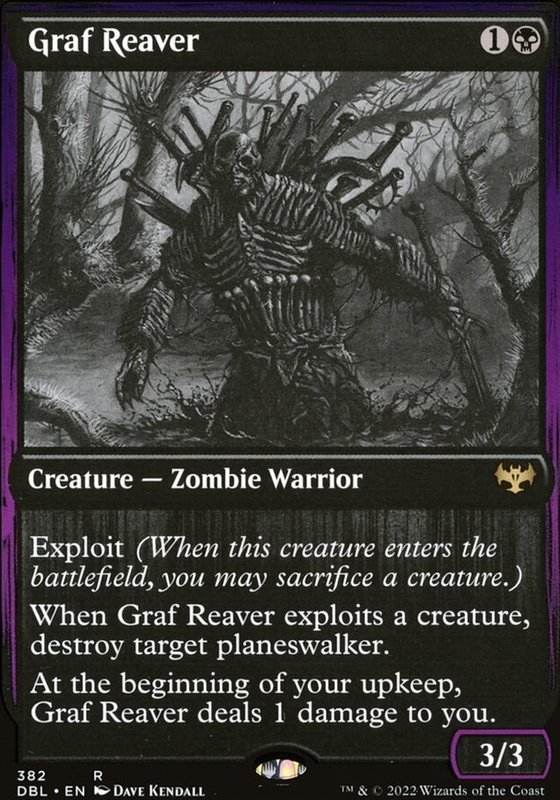 Graf Reaver 1
Creature — Zombie Warrior
Exploit (When this creature enters the
battlefield, you may sacrifice a creature.)
When Graf Reaver exploits a creature,
destroy target planeswalker.
At the beginning of your upkeep,
Graf Reaver deals 1 damage to you.
3/3
382 R
DBL • EN DAVE KENDALL
™ & © 2022 Wizards of the Coast